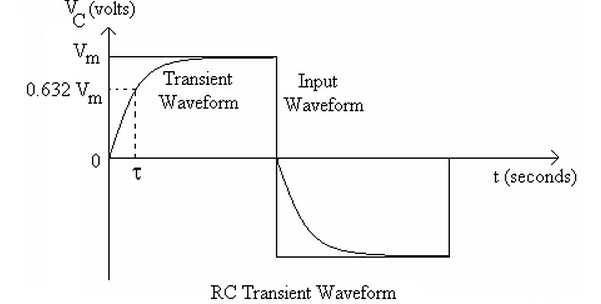 V_C (volts)
V_m
Transient
Waveform
Input
Waveform
0.632 V_m
0
τ
t (seconds)
RC Transient Waveform